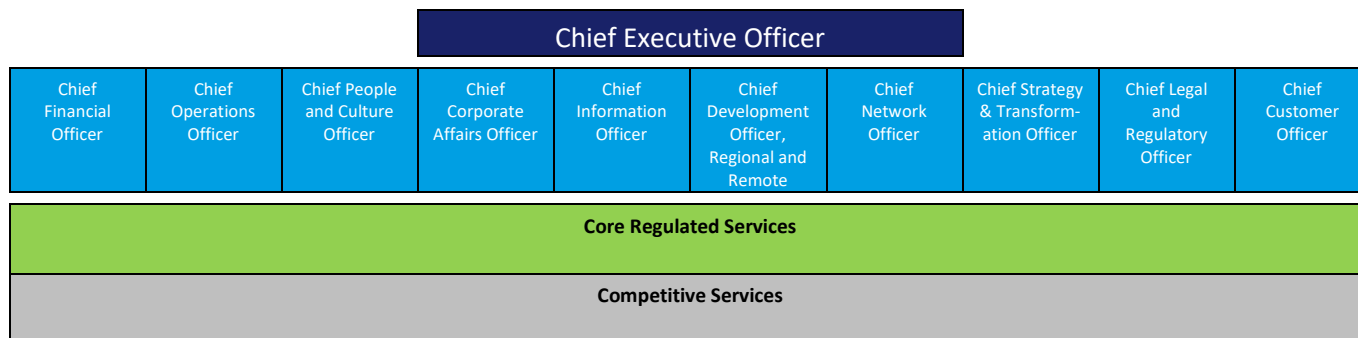 Chief Executive Officer
Chief
Financial
Officer
Chief
Operations
Officer
Chief People
and Culture
Officer
Chief
Corporate
Affairs Officer
Chief
Information
Officer
Chief
Development
Officer,
Regional and
Remote
Chief
Network
Officer
Chief Strategy
& Transform-
ation Officer
Chief Legal
and
Regulatory
Officer
Chief
Customer
Officer
Core Regulated Services
Competitive Services